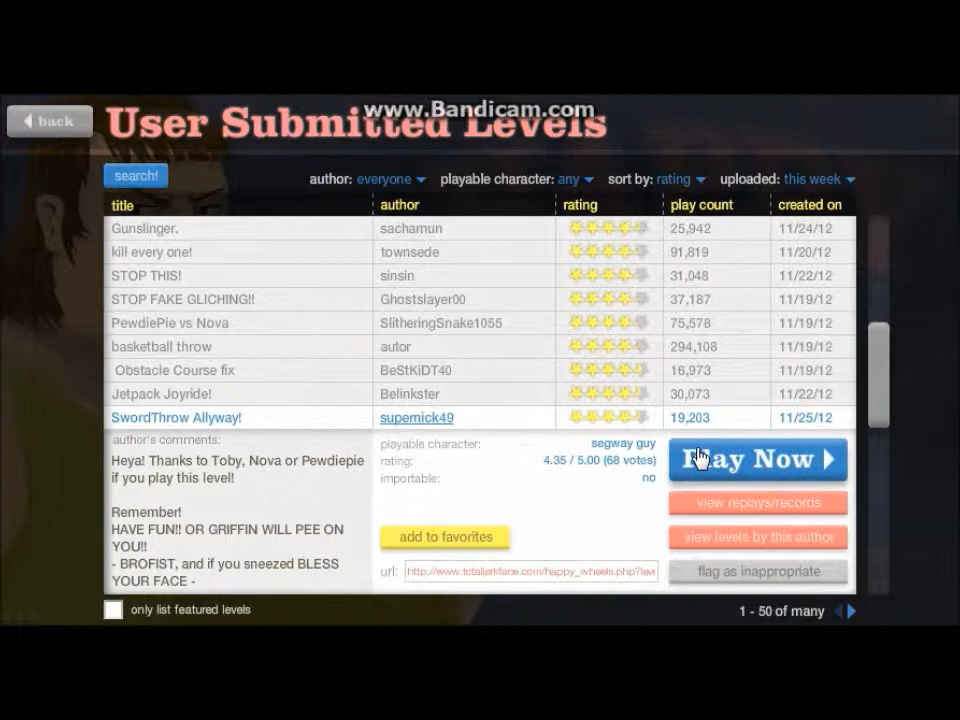 www.Bandicam.com
back
User Submitted Levels
search!
author: everyone playable character: any sort by: rating uploaded: this week
title author rating play count created on
Gunslinger. sachamun 25,942 11/24/12
kill every one! townsede 91,819 11/20/12
STOP THIS! sinsin 31,048 11/22/12
STOP FAKE GLICHING!! Ghostslayer00 37,187 11/19/12
PewdiePie vs Nova SlitheringSnake1055 75,578 11/19/12
basketball throw autor 294,108 11/19/12
Obstacle Course fix BeStKiDT40 16,973 11/19/12
Jetpack Joyride! Belinkster 30,073 11/22/12
SwordThrow Allyway! supernick49 19,203 11/25/12
author's comments:
Heya! Thanks to Toby, Nova or Pewdiepie
if you play this level!
Remember!
HAVE FUN!! OR GRIFFIN WILL PEE ON
YOU!!
- BROFIST, and if you sneezed BLESS
YOUR FACE -
playable character: segway guy
rating: 4.35 / 5.00 (68 votes)
importable: no
add to favorites
url: http://www.totaljerkface.com/happy_wheels.php?lev
Play Now
view replays/records
view levels by this author
flag as inappropriate
only list featured levels
1 - 50 of many